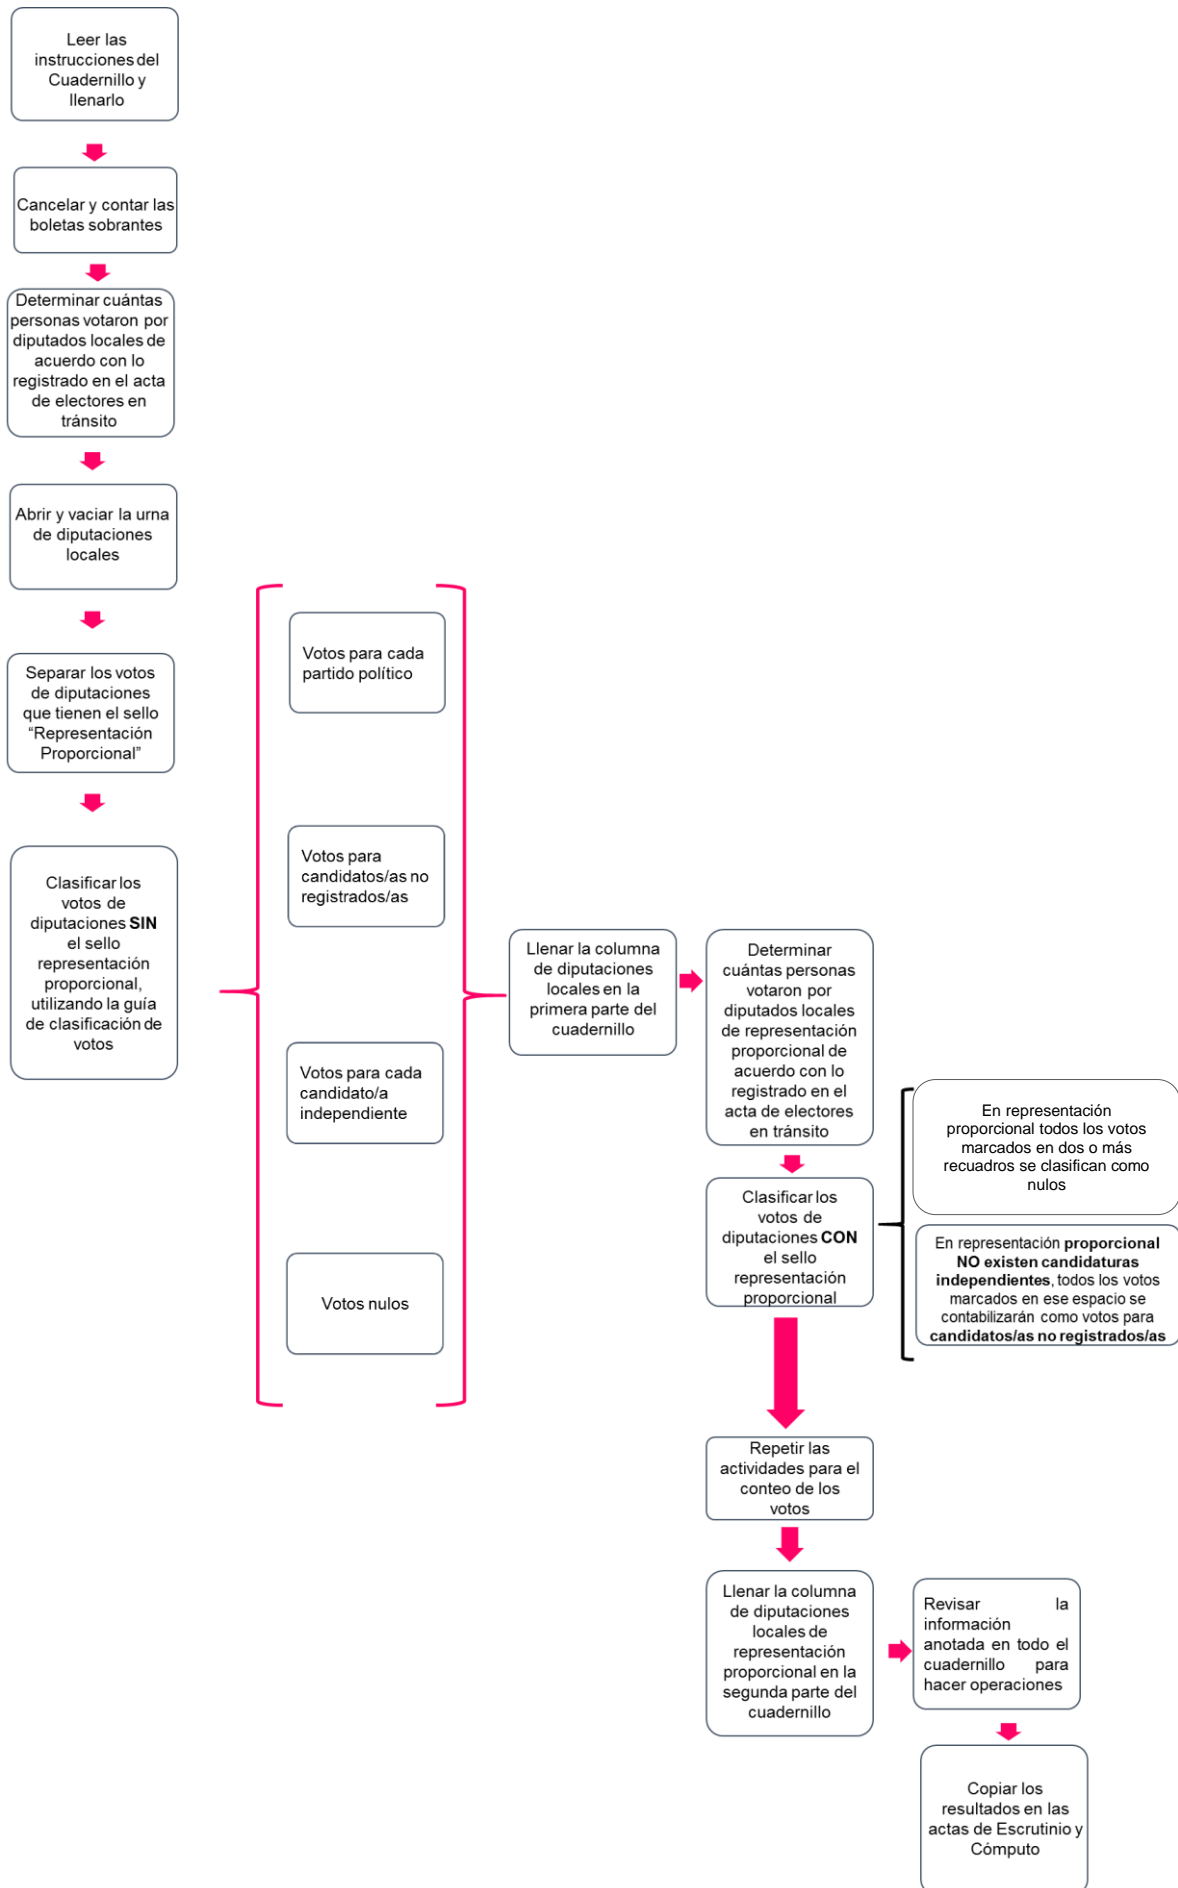 Leer las
instrucciones del
Cuadernillo y
llenarlo
Cancelar y contar las
boletas sobrantes
Determinar cuántas
personas votaron por
diputados locales de
acuerdo con lo
registrado en el acta
de electores en
tránsito
Abrir y vaciar la urna
de diputaciones
locales
Separar los votos
de diputaciones
que tienen el sello
“Representación
Proporcional”
Clasificar los
votos de
diputaciones SIN
el sello
representación
proporcional,
utilizando la guía
de clasificación de
votos
Votos para cada
partido político
Votos para
candidatos/as no
registrados/as
Votos para cada
candidato/a
independiente
Votos nulos
Llenar la columna
de diputaciones
locales en la
primera parte del
cuadernillo
Determinar
cuántas personas
votaron por
diputados locales
de representación
proporcional de
acuerdo con lo
registrado en el
acta de electores
en tránsito
Clasificar los
votos de
diputaciones CON
el sello
representación
proporcional
En representación
proporcional todos los votos
marcados en dos o más
recuadros se clasifican como
nulos
En representación proporcional
NO existen candidaturas
independientes, todos los votos
marcados en ese espacio se
contabilizarán como votos para
candidatos/as no registrados/as
Repetir las
actividades para el
conteo de los
votos
Llenar la columna
de diputaciones
locales de
representación
proporcional en la
segunda parte del
cuadernillo
Revisar la
información
anotada en todo el
cuadernillo para
hacer operaciones
Copiar los
resultados en las
actas de Escrutinio y
Cómputo